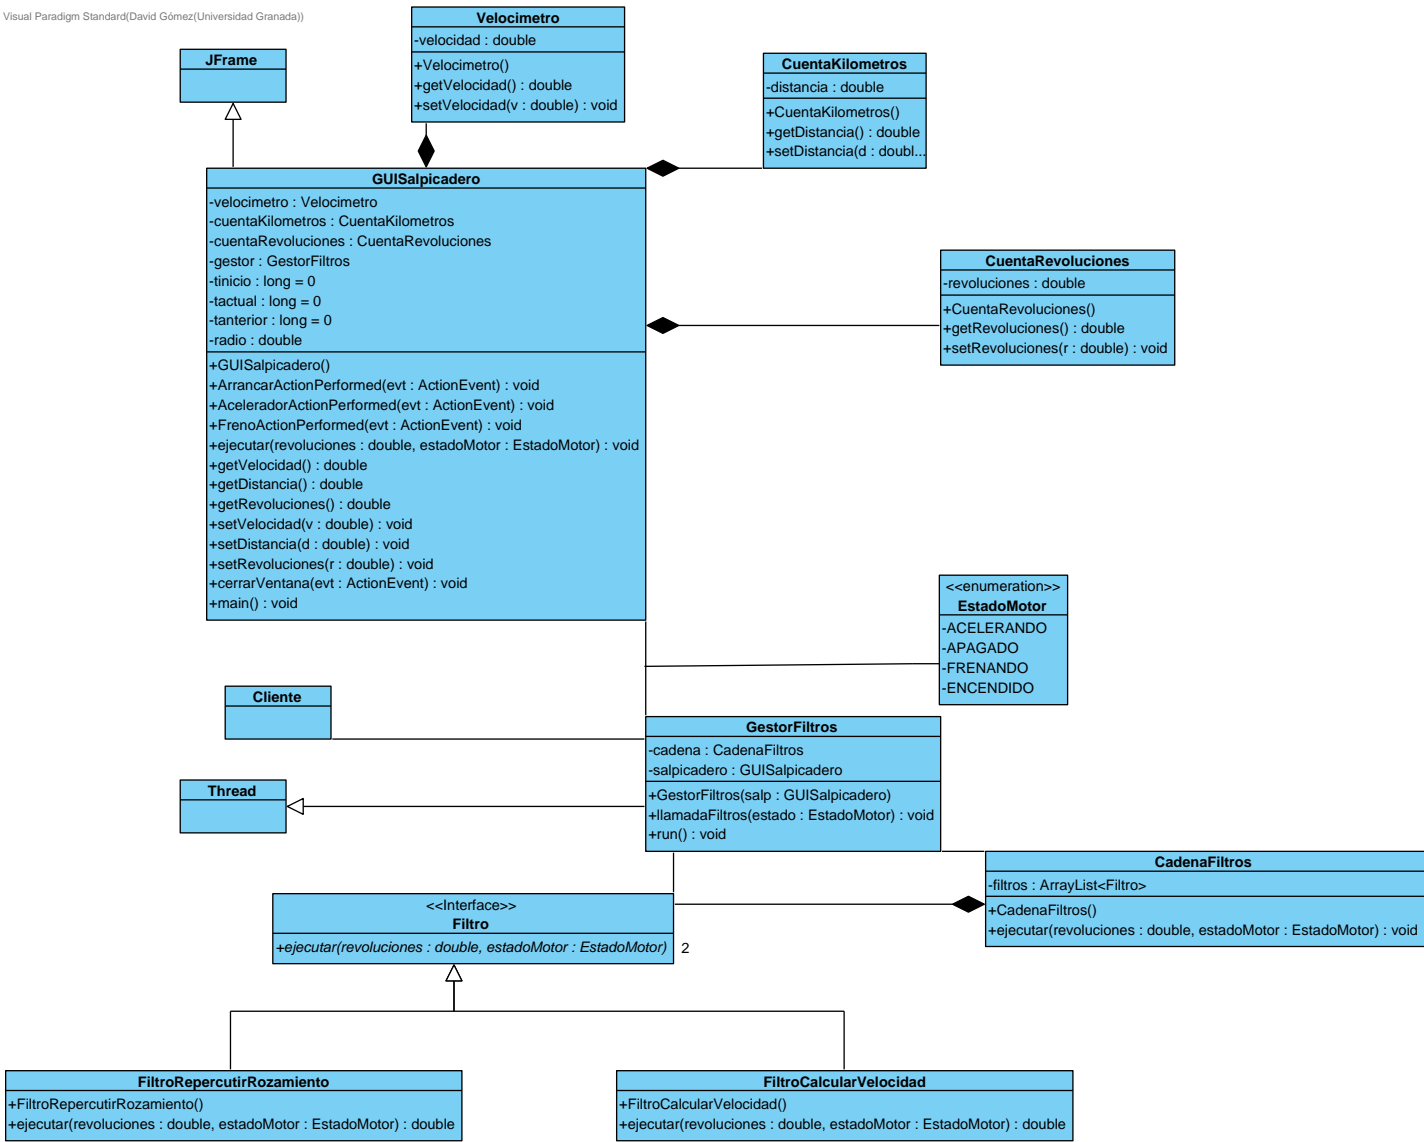 Visual Paradigm Standard(David Gómez(Universidad Granada))
Velocimetro
-velocidad : double
+Velocimetro()
+getVelocidad() : double
+setVelocidad(v : double) : void
JFrame
CuentaKilometros
-distancia : double
+CuentaKilometros()
+getDistancia() : double
+setDistancia(d : doubl...
GUISalpicadero
-velocimetro : Velocimetro
-cuentaKilometros : CuentaKilometros
-cuentaRevoluciones : CuentaRevoluciones
-gestor : GestorFiltros
-tinicio : long = 0
-tactual : long = 0
-tanterior : long = 0
-radio : double
+GUISalpicadero()
+ArrancarActionPerformed(evt : ActionEvent) : void
+AceleradorActionPerformed(evt : ActionEvent) : void
+FrenoActionPerformed(evt : ActionEvent) : void
+ejecutar(revoluciones : double, estadoMotor : EstadoMotor) : void
+getVelocidad() : double
+getDistancia() : double
+getRevoluciones() : double
+setVelocidad(v : double) : void
+setDistancia(d : double) : void
+setRevoluciones(r : double) : void
+cerrarVentana(evt : ActionEvent) : void
+main() : void
CuentaRevoluciones
-revoluciones : double
+CuentaRevoluciones()
+getRevoluciones() : double
+setRevoluciones(r : double) : void
<<enumeration>>
EstadoMotor
-ACELERANDO
-APAGADO
-FRENANDO
-ENCENDIDO
Cliente
GestorFiltros
-cadena : CadenaFiltros
-salpicadero : GUISalpicadero
+GestorFiltros(salp : GUISalpicadero)
+llamadaFiltros(estado : EstadoMotor) : void
+run() : void
Thread
CadenaFiltros
-filtros : ArrayList<Filtro>
+CadenaFiltros()
+ejecutar(revoluciones : double, estadoMotor : EstadoMotor) : void
<<Interface>>
Filtro
+ejecutar(revoluciones : double, estadoMotor : EstadoMotor)
2
FiltroRepercutirRozamiento
+FiltroRepercutirRozamiento()
+ejecutar(revoluciones : double, estadoMotor : EstadoMotor) : double
FiltroCalcularVelocidad
+FiltroCalcularVelocidad()
+ejecutar(revoluciones : double, estadoMotor : EstadoMotor) : double